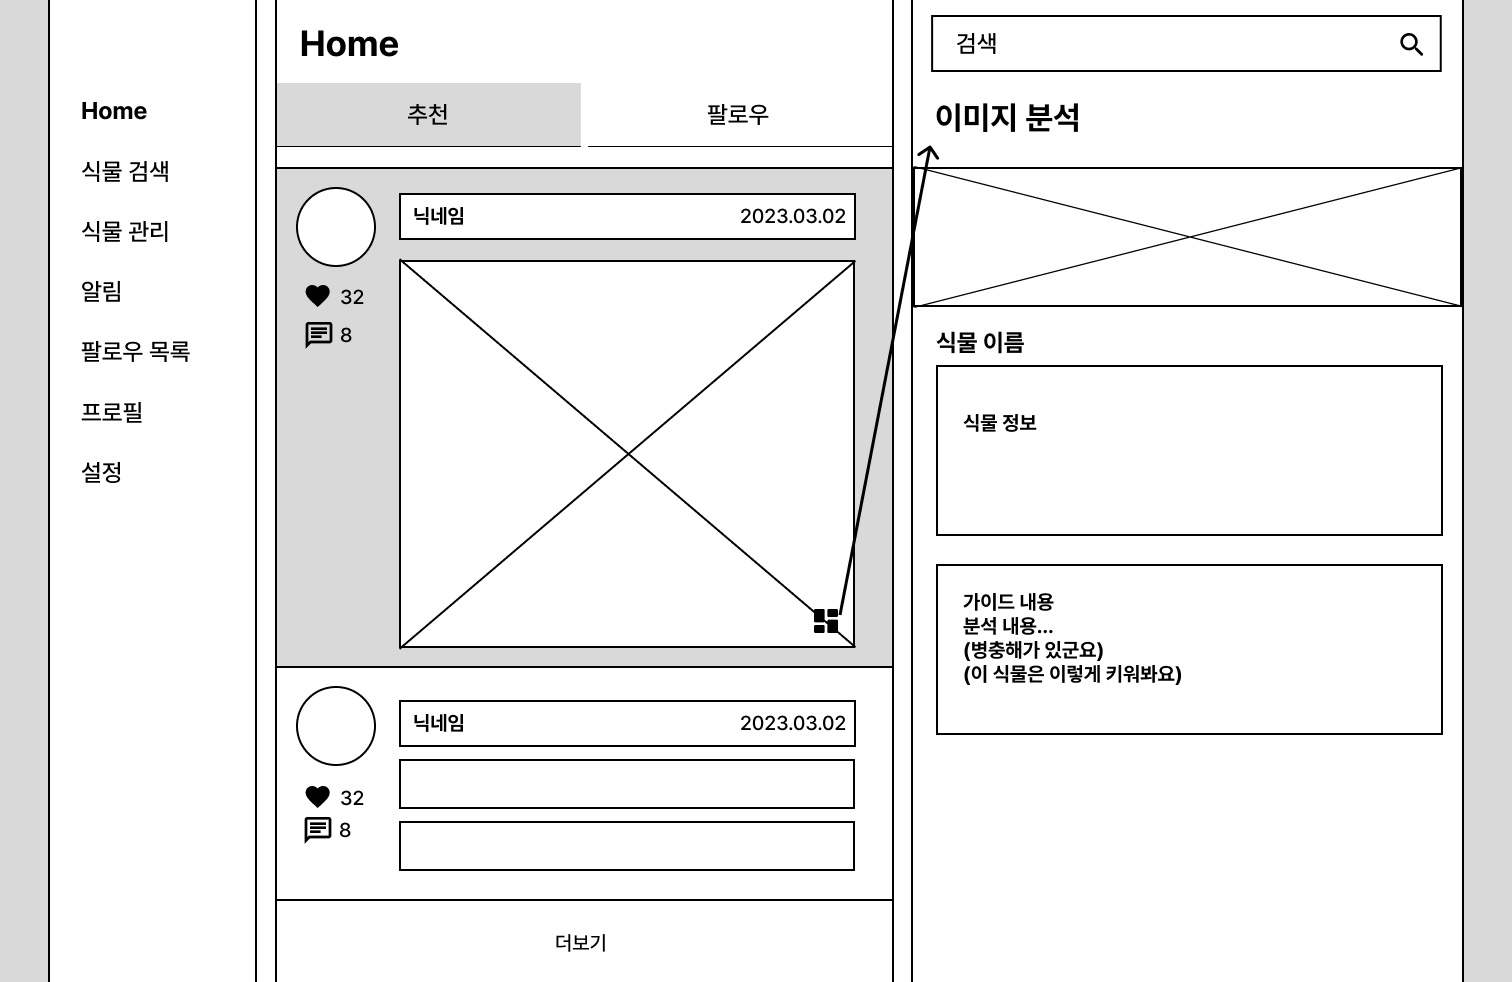 Home
식물 검색
식물 관리
알림
팔로우 목록
프로필
설정
Home
추천
팔로우
닉네임
2023.03.02
32
8
닉네임
2023.03.02
32
8
더보기
검색
이미지 분석
식물 이름
식물 정보
가이드 내용
분석 내용...
(병충해가 있군요)
(이 식물은 이렇게 키워봐요)